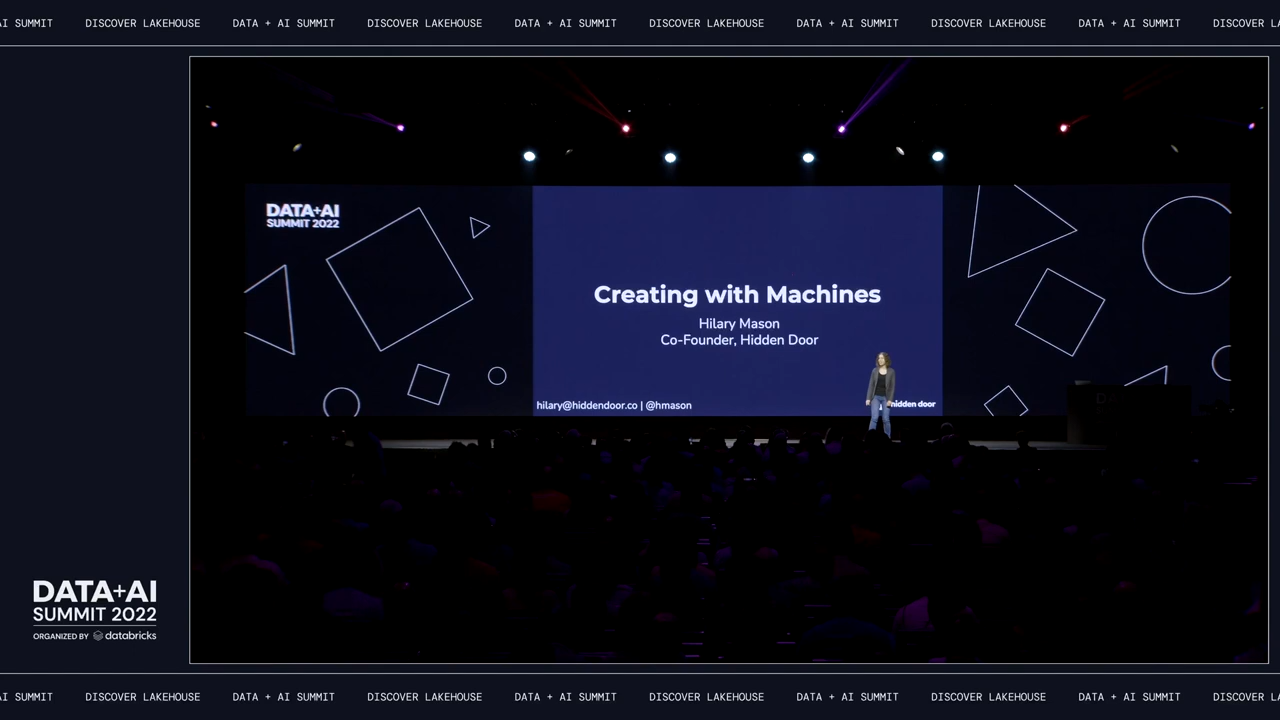 AI SUMMIT DISCOVER LAKEHOUSE DATA + AI SUMMIT DISCOVER LAKEHOUSE DATA + AI SUMMIT DISCOVER LAKEHOUSE DATA + AI SUMMIT DISCOVER LAKEHOUSE DATA + AI SUMMIT DISCOVER
DATA+AI
SUMMIT 2022
Creating with Machines
Hilary Mason
Co-Founder, Hidden Door
hilary@hiddendoor.co | @hmason
hidden door
DATA+AI
SUMMIT 2022
ORGANIZED BY databricks
AI SUMMIT DISCOVER LAKEHOUSE DATA + AI SUMMIT DISCOVER LAKEHOUSE DATA + AI SUMMIT DISCOVER LAKEHOUSE DATA + AI SUMMIT DISCOVER LAKEHOUSE DATA + AI SUMMIT DISCOVER